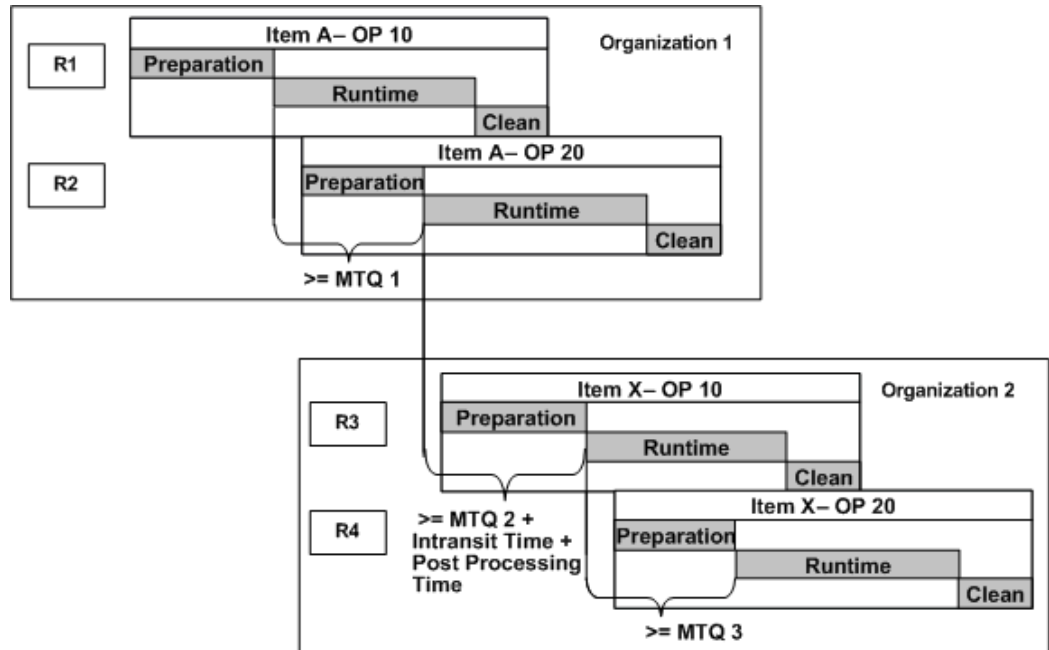 Item A– OP 10
Organization 1
R1
Preparation
Runtime
Clean
Item A– OP 20
R2
Preparation
Runtime
Clean
>= MTQ 1
Item X– OP 10
Organization 2
R3
Preparation
Runtime
Clean
Item X– OP 20
R4
>= MTQ 2 +
Intransit Time +
Post Processing
Time
Preparation
Runtime
Clean
>= MTQ 3